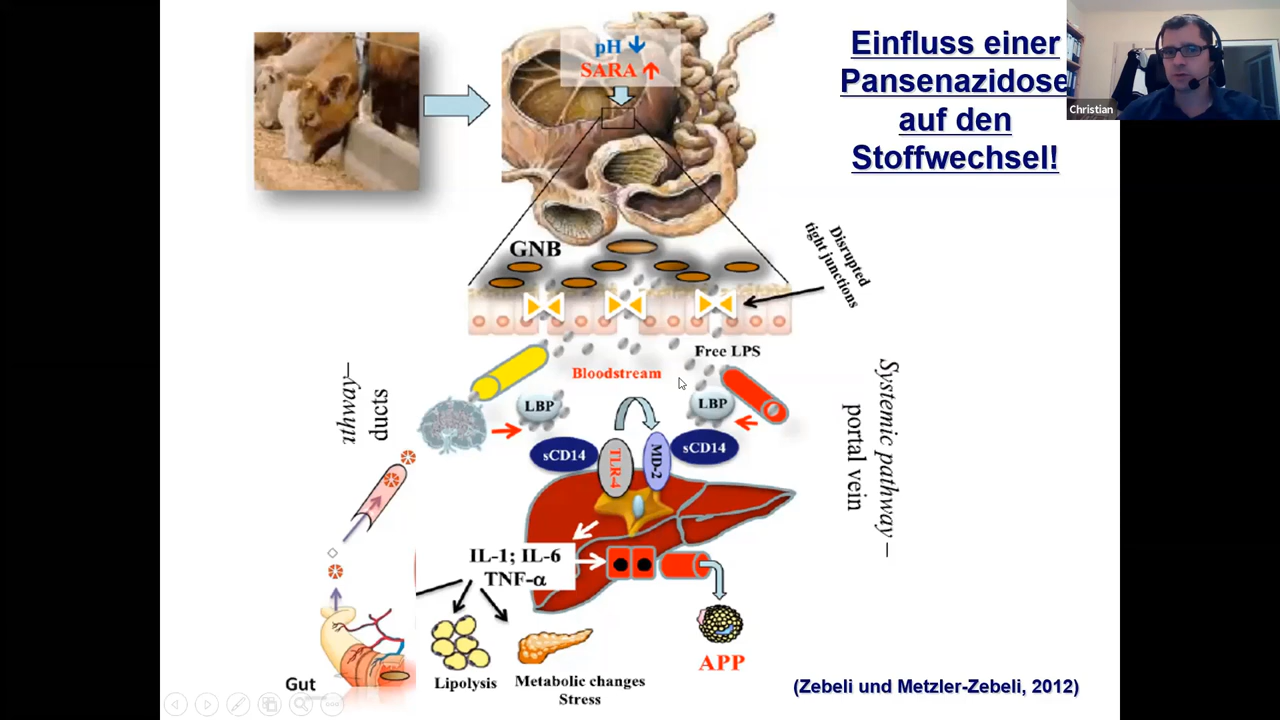 Einfluss einer
Pansenazidose
auf den
Stoffwechsel!
Christian
pH
SARA
GNB
Disrupted
tight junctions
Free LPS
Bloodstream
LBP
LBP
sCD14
TLR-4
MD-2
sCD14
thway–
ducts
Systemic pathway –
portal vein
IL-1; IL-6
TNF-α
APP
Lipolysis
Metabolic changes
Stress
Gut
(Zebeli und Metzler-Zebeli, 2012)